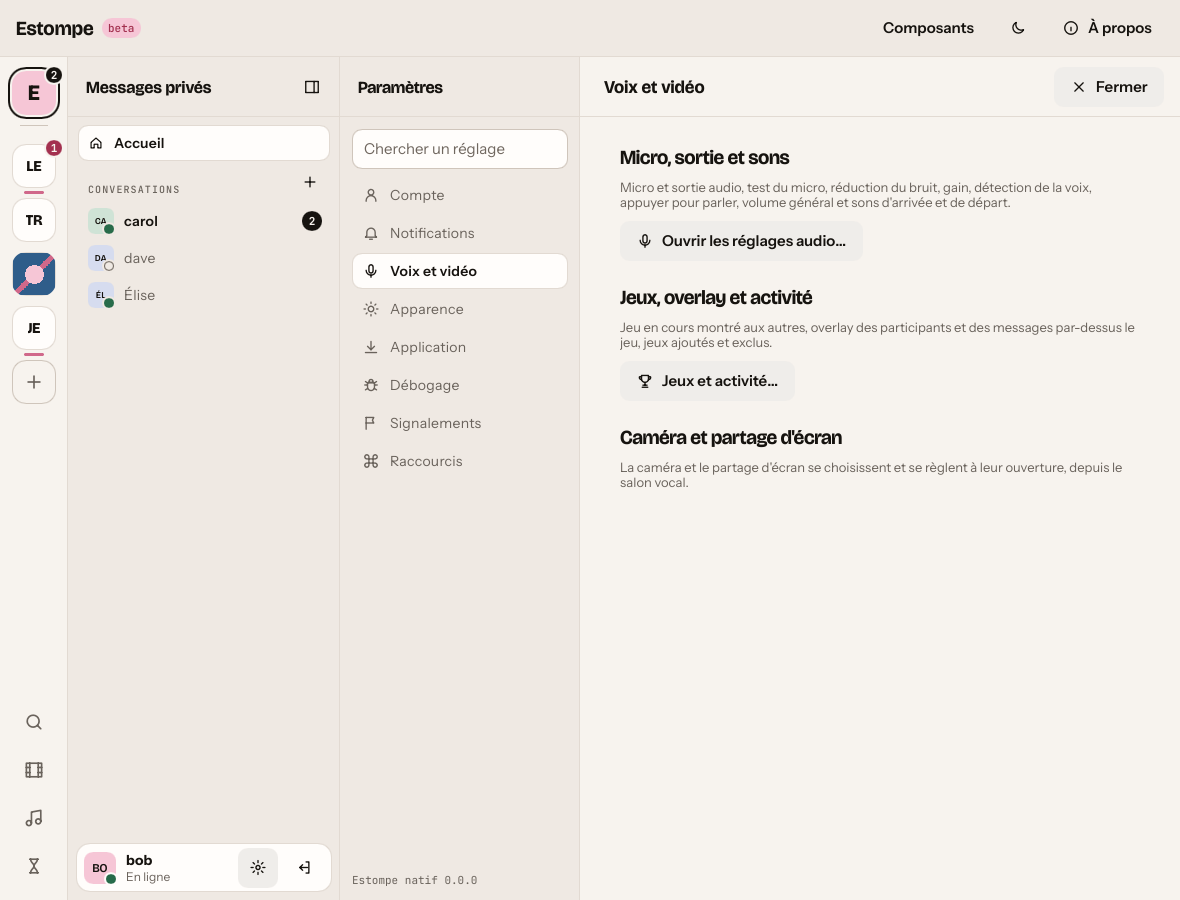 Estompe beta
Composants
À propos
E
2
LE
1
TR
JE
Messages privés
Accueil
CONVERSATIONS
CA
carol
2
DA
dave
ÉL
Élise
BO
bob
En ligne
Paramètres
Chercher un réglage
Compte
Notifications
Voix et vidéo
Apparence
Application
Débogage
Signalements
Raccourcis
Estompe natif 0.0.0
Voix et vidéo
Fermer
Micro, sortie et sons
Micro et sortie audio, test du micro, réduction du bruit, gain, détection de la voix,
appuyer pour parler, volume général et sons d'arrivée et de départ.
Ouvrir les réglages audio…
Jeux, overlay et activité
Jeu en cours montré aux autres, overlay des participants et des messages par-dessus le
jeu, jeux ajoutés et exclus.
Jeux et activité…
Caméra et partage d'écran
La caméra et le partage d'écran se choisissent et se règlent à leur ouverture, depuis le
salon vocal.